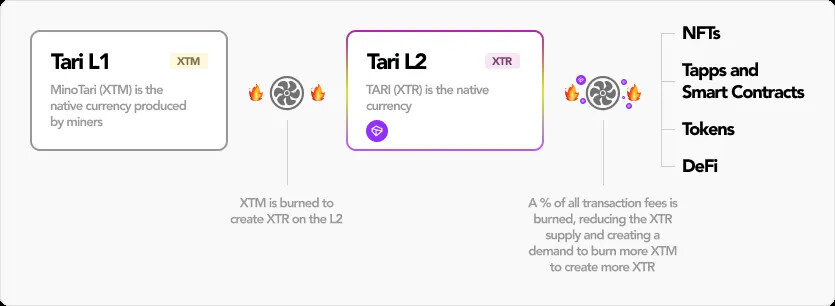 Tari L1
XTM
MinoTari (XTM) is the
native currency produced
by miners
XTM is burned to
create XTR on the L2
Tari L2
XTR
TARI (XTR) is the native
currency
A % of all transaction fees is
burned, reducing the XTR
supply and creating a
demand to burn more XTM
to create more XTR
NFTs
Tapps and
Smart Contracts
Tokens
DeFi